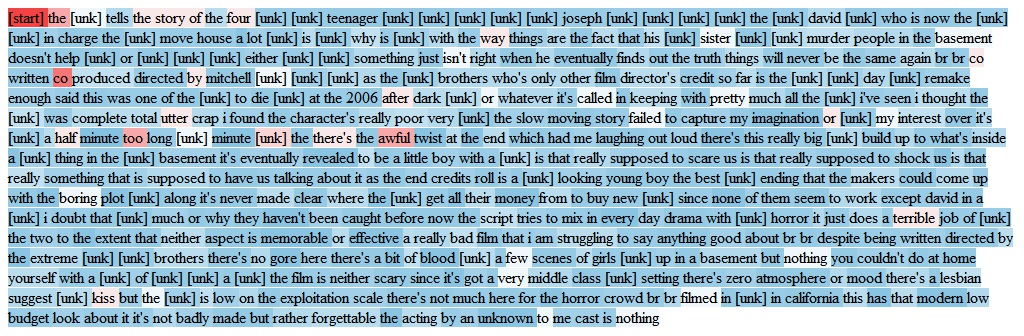 [start] the [unk] tells the story of the four [unk] [unk] teenager [unk] [unk] [unk] [unk] [unk] joseph [unk] [unk] [unk] [unk] the [unk] david [unk] who is now the [unk]
[unk] in charge the [unk] move house a lot [unk] is [unk] why is [unk] with the way things are the fact that his [unk] sister [unk] [unk] murder people in the basement
doesn't help [unk] or [unk] [unk] [unk] either [unk] [unk] something just isn't right when he eventually finds out the truth things will never be the same again br br co
written co produced directed by mitchell [unk] [unk] [unk] as the [unk] brothers who's only other film director's credit so far is the [unk] [unk] day [unk] remake
enough said this was one of the [unk] to die [unk] at the 2006 after dark [unk] or whatever it's called in keeping with pretty much all the [unk] i've seen i thought the
[unk] was complete total utter crap i found the character's really poor very [unk] the slow moving story failed to capture my imagination or [unk] my interest over it's
[unk] a half minute too long [unk] minute [unk] the there's the awful twist at the end which had me laughing out loud there's this really big [unk] build up to what's inside
a [unk] thing in the [unk] basement it's eventually revealed to be a little boy with a [unk] is that really supposed to scare us is that really supposed to shock us is that
really something that is supposed to have us talking about it as the end credits roll is a [unk] looking young boy the best [unk] ending that the makers could come up
with the boring plot [unk] along it's never made clear where the [unk] get all their money from to buy new [unk] since none of them seem to work except david in a
[unk] i doubt that [unk] much or why they haven't been caught before now the script tries to mix in every day drama with [unk] horror it just does a terrible job of [unk]
the two to the extent that neither aspect is memorable or effective a really bad film that i am struggling to say anything good about br br despite being written directed by
the extreme [unk] brothers there's no gore here there's a bit of blood [unk] a few scenes of girls [unk] up in a basement but nothing you couldn't do at home
yourself with a [unk] of [unk] a [unk] the film is neither scary since it's got a very middle class [unk] setting there's zero atmosphere or mood there's a lesbian
suggest [unk] kiss but the [unk] is low on the exploitation scale there's not much here for the horror crowd br br filmed in [unk] in california this has that modern low
budget look about it it's not badly made but rather forgettable the acting by an unknown to me cast is nothing